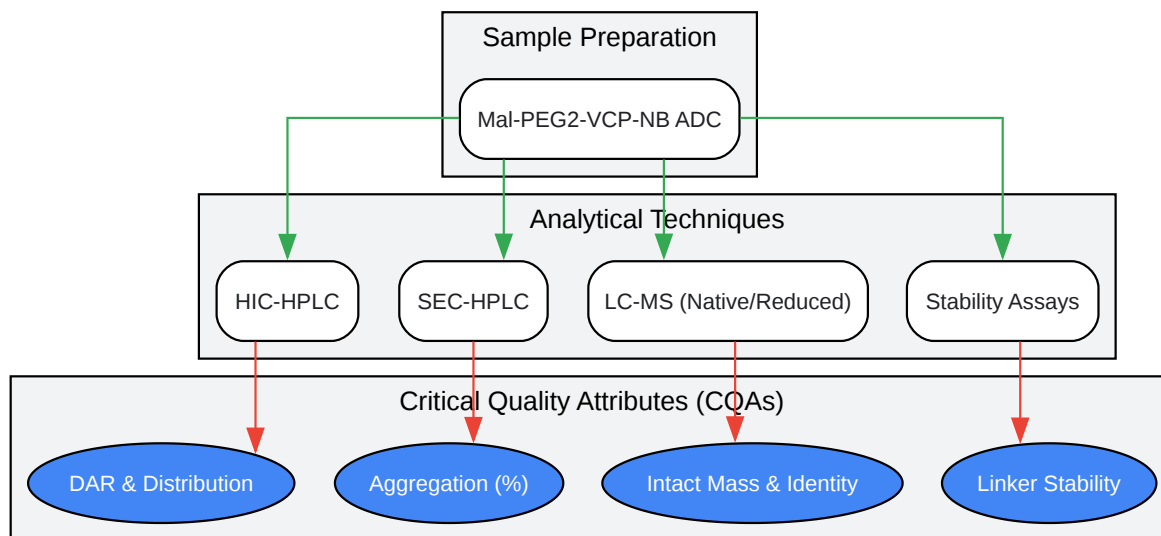 Sample Preparation
Mal-PEG2-VCP-NB ADC
Analytical Techniques
HIC-HPLC
SEC-HPLC
LC-MS (Native/Reduced)
Stability Assays
Critical Quality Attributes (CQAs)
DAR & Distribution
Aggregation (%)
Intact Mass & Identity
Linker Stability